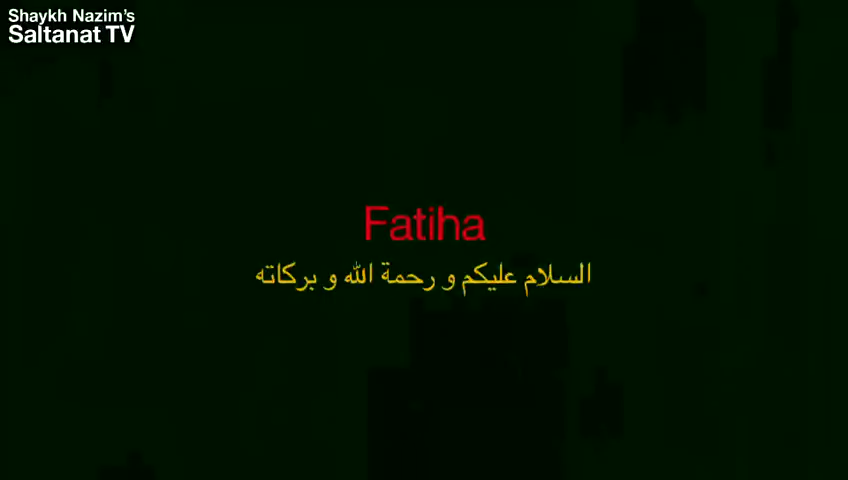 Shaykh Nazim's
Saltanat TV
Fatiha
السلام عليكم و رحمة الله و بركاته